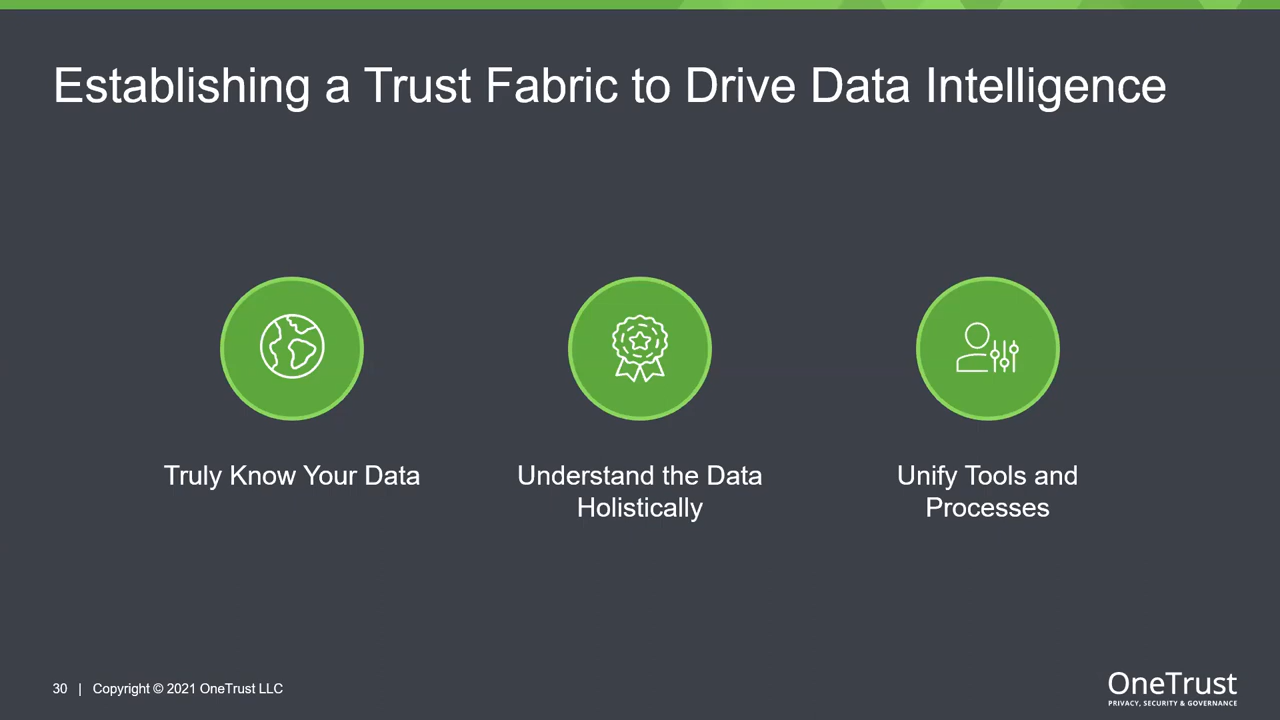 Establishing a Trust Fabric to Drive Data Intelligence
Truly Know Your Data
Understand the Data
Holistically
Unify Tools and
Processes
30 | Copyright © 2021 OneTrust LLC
OneTrust
PRIVACY, SECURITY & GOVERNANCE